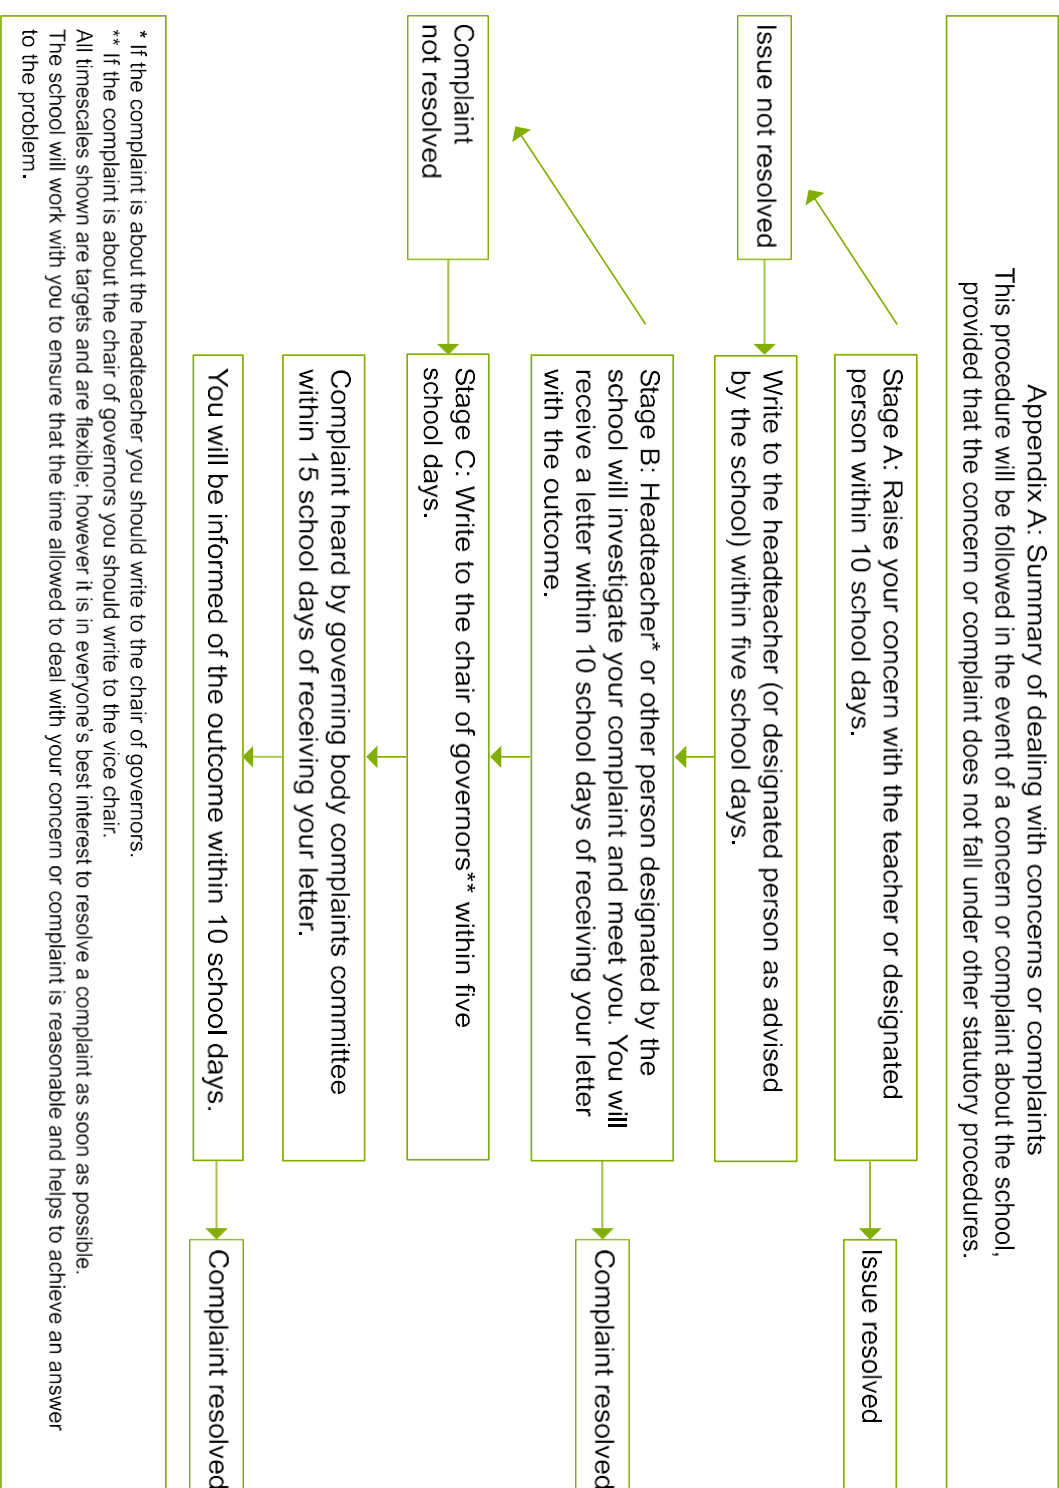 Appendix A: Summary of dealing with concerns or complaints
This procedure will be followed in the event of a concern or complaint about the school,
provided that the concern or complaint does not fall under other statutory procedures.
Stage A: Raise your concern with the teacher or designated
person within 10 school days.
Issue resolved
Issue not resolved
Write to the headteacher (or designated person as advised
by the school) within five school days.
Stage B: Headteacher* or other person designated by the
school will investigate your complaint and meet you. You will
receive a letter within 10 school days of receiving your letter
with the outcome.
Complaint resolved
Complaint
not resolved
Stage C: Write to the chair of governors** within five
school days.
Complaint heard by governing body complaints committee
within 15 school days of receiving your letter.
You will be informed of the outcome within 10 school days.
Complaint resolved
* If the complaint is about the headteacher you should write to the chair of governors.
** If the complaint is about the chair of governors you should write to the vice chair.
All timescales shown are targets and are flexible; however it is in everyone's best interest to resolve a complaint as soon as possible.
The school will work with you to ensure that the time allowed to deal with your concern or complaint is reasonable and helps to achieve an answer
to the problem.